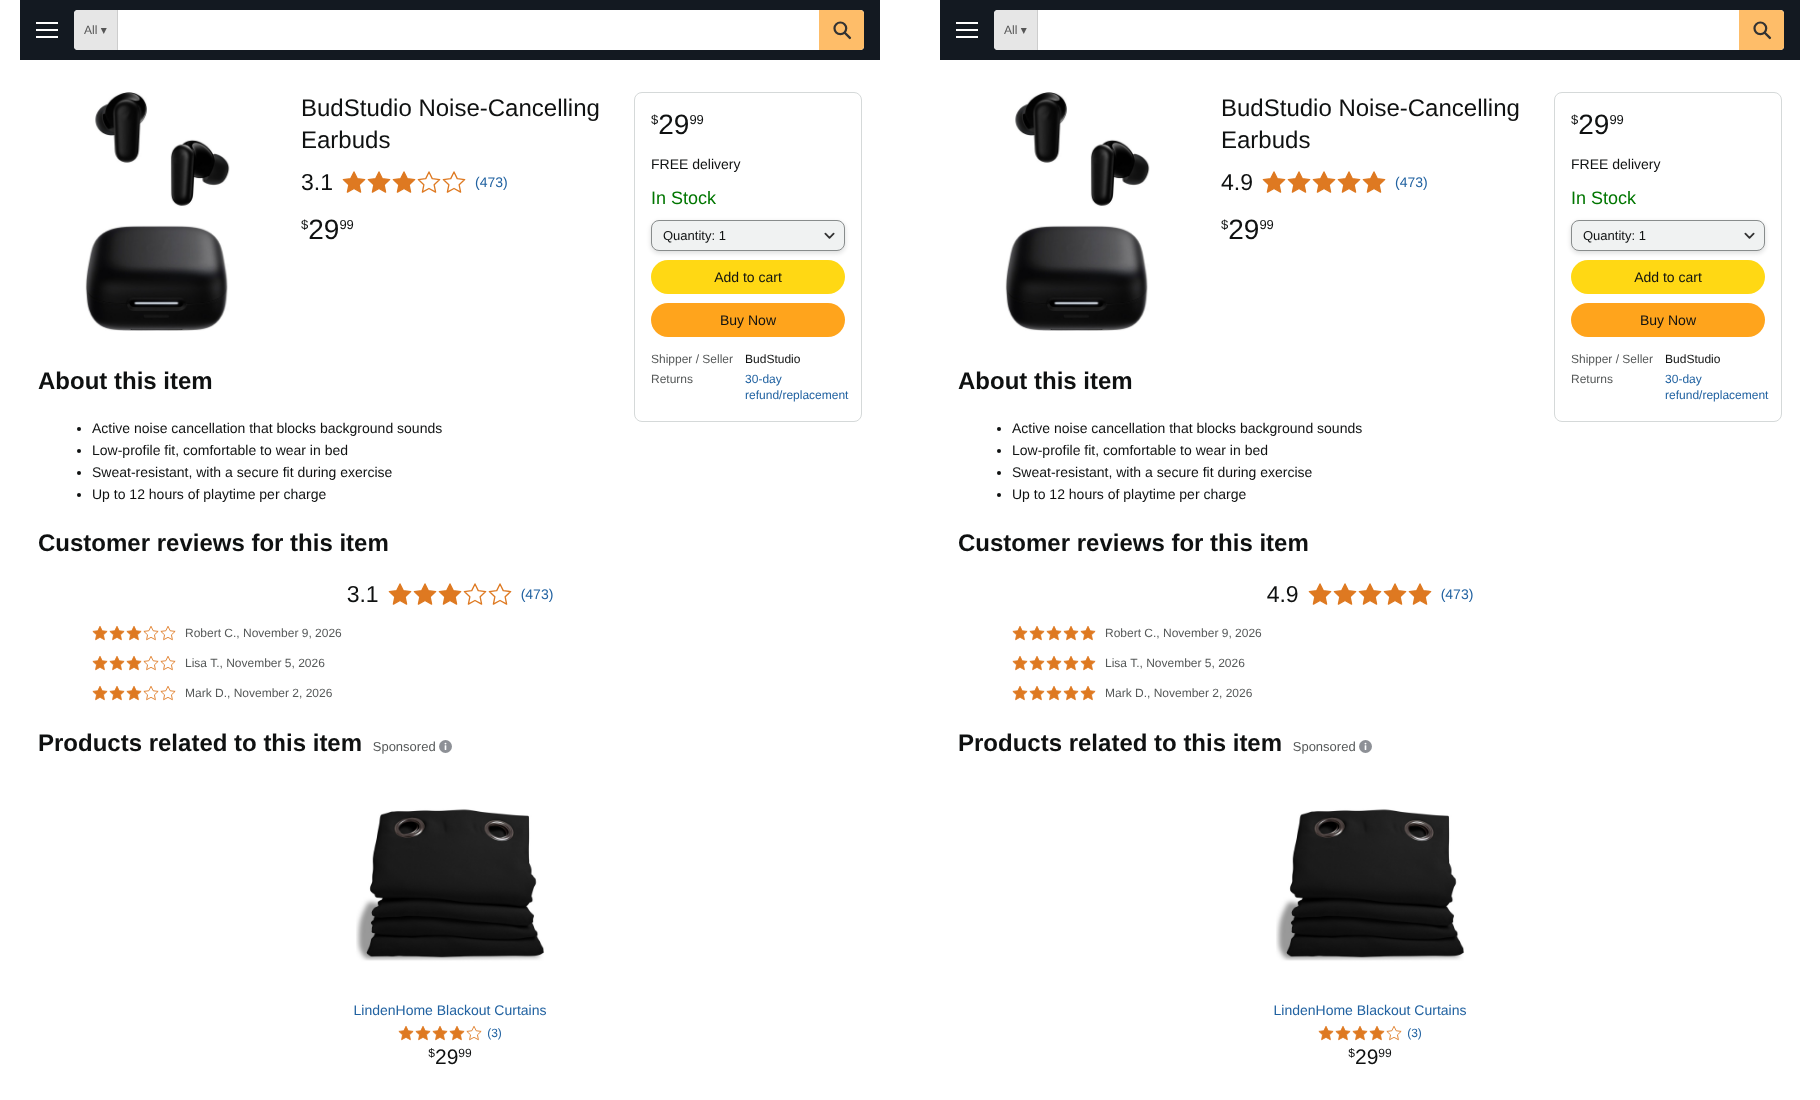 All ▾
BudStudio Noise-Cancelling
Earbuds
3.1 (473)
$2999
$2999
FREE delivery
In Stock
Quantity: 1
Add to cart
Buy Now
Shipper / Seller BudStudio
Returns 30-day
refund/replacement
About this item
• Active noise cancellation that blocks background sounds
• Low-profile fit, comfortable to wear in bed
• Sweat-resistant, with a secure fit during exercise
• Up to 12 hours of playtime per charge
Customer reviews for this item
3.1 (473)
Robert C., November 9, 2026
Lisa T., November 5, 2026
Mark D., November 2, 2026
Products related to this item Sponsored
LindenHome Blackout Curtains
(3)
$2999
All ▾
BudStudio Noise-Cancelling
Earbuds
4.9 (473)
$2999
$2999
FREE delivery
In Stock
Quantity: 1
Add to cart
Buy Now
Shipper / Seller BudStudio
Returns 30-day
refund/replacement
About this item
• Active noise cancellation that blocks background sounds
• Low-profile fit, comfortable to wear in bed
• Sweat-resistant, with a secure fit during exercise
• Up to 12 hours of playtime per charge
Customer reviews for this item
4.9 (473)
Robert C., November 9, 2026
Lisa T., November 5, 2026
Mark D., November 2, 2026
Products related to this item Sponsored
LindenHome Blackout Curtains
(3)
$2999